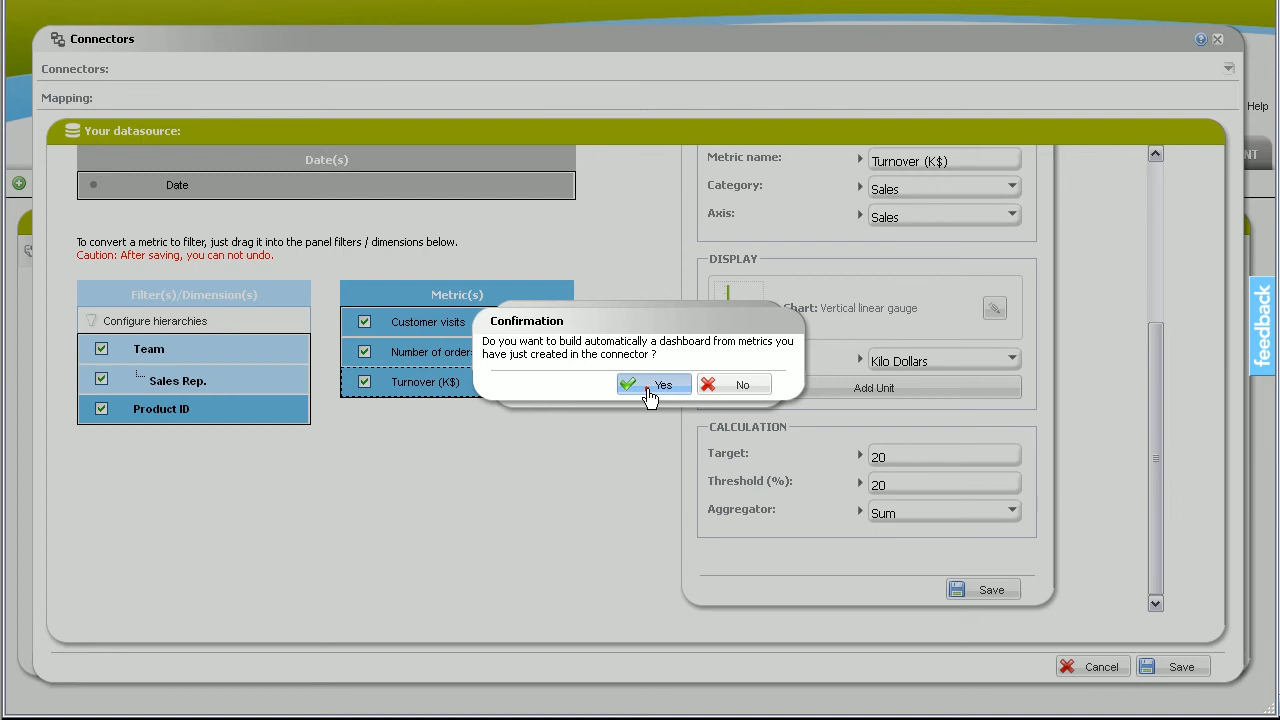 Connectors
Connectors:
Mapping:
Help
Your datasource:
Date(s)
Date
To convert a metric to filter, just drag it into the panel filters / dimensions below.
Caution: After saving, you can not undo.
Filter(s)/Dimension(s)
Configure hierarchies
Team
Sales Rep.
Product ID
Metric(s)
Customer visits
Number of order
Turnover (K$)
Metric name:
Turnover (K$)
Category:
Sales
Axis:
Sales
DISPLAY
Chart: Vertical linear gauge
Kilo Dollars
Add Unit
CALCULATION
Target:
20
Threshold (%):
20
Aggregator:
Sum
Save
Confirmation
Do you want to build automatically a dashboard from metrics you
have just created in the connector ?
Yes
No
Cancel
Save
NT
feedback